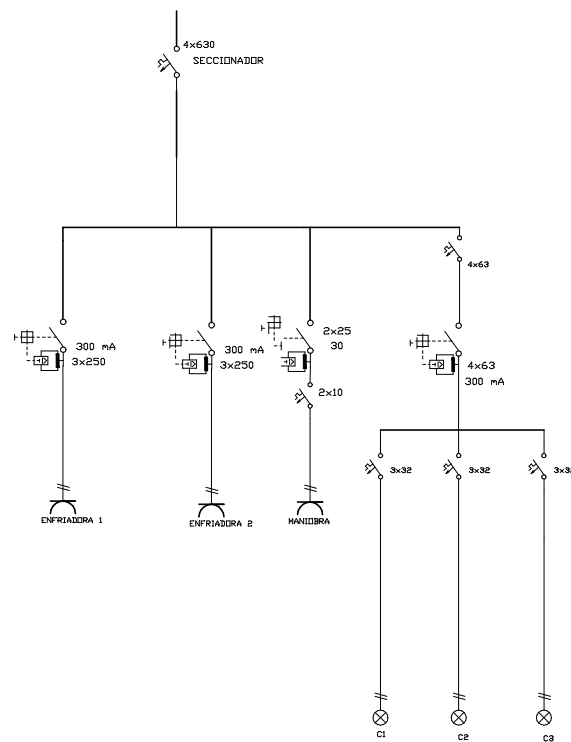 4x630
SECCIONADOR
4x63
300 mA
3x250
300 mA
3x250
2x25
30
4x63
300 mA
2x10
3x32
3x32
ENFRIADORA 1
ENFRIADORA 2
MANIOBRA
C1
C2
C3